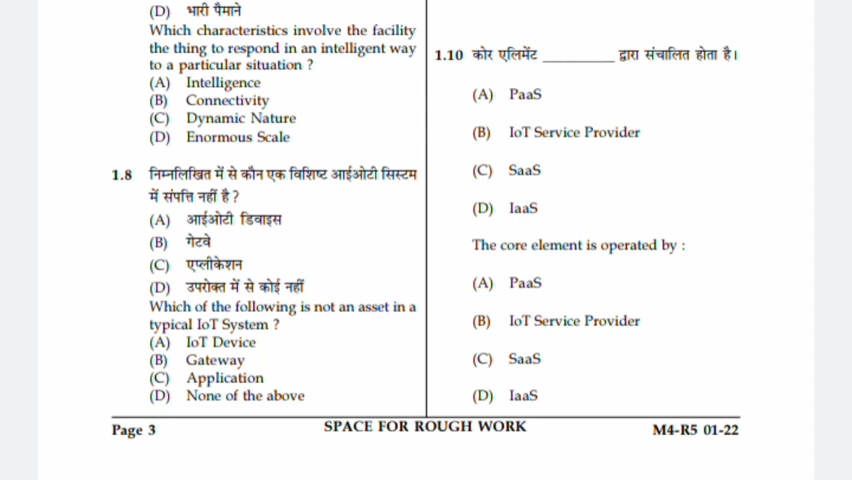 (D) भारी पैमाने
Which characteristics involve the facility
the thing to respond in an intelligent way
to a particular situation ?
(A) Intelligence
(B) Connectivity
(C) Dynamic Nature
(D) Enormous Scale
1.8 निम्नलिखित में से कौन एक विशिष्ट आईओटी सिस्टम
में संपत्ति नहीं है ?
(A) आईओटी डिवाइस
(B) गेटवे
(C) एप्लीकेशन
(D) उपरोक्त में से कोई नहीं
Which of the following is not an asset in a
typical IoT System ?
(A) IoT Device
(B) Gateway
(C) Application
(D) None of the above
1.10 कोर एलिमेंट __________ द्वारा संचालित होता है।
(A) PaaS
(B) IoT Service Provider
(C) SaaS
(D) IaaS
The core element is operated by :
(A) PaaS
(B) IoT Service Provider
(C) SaaS
(D) IaaS
Page 3 SPACE FOR ROUGH WORK M4-R5 01-22